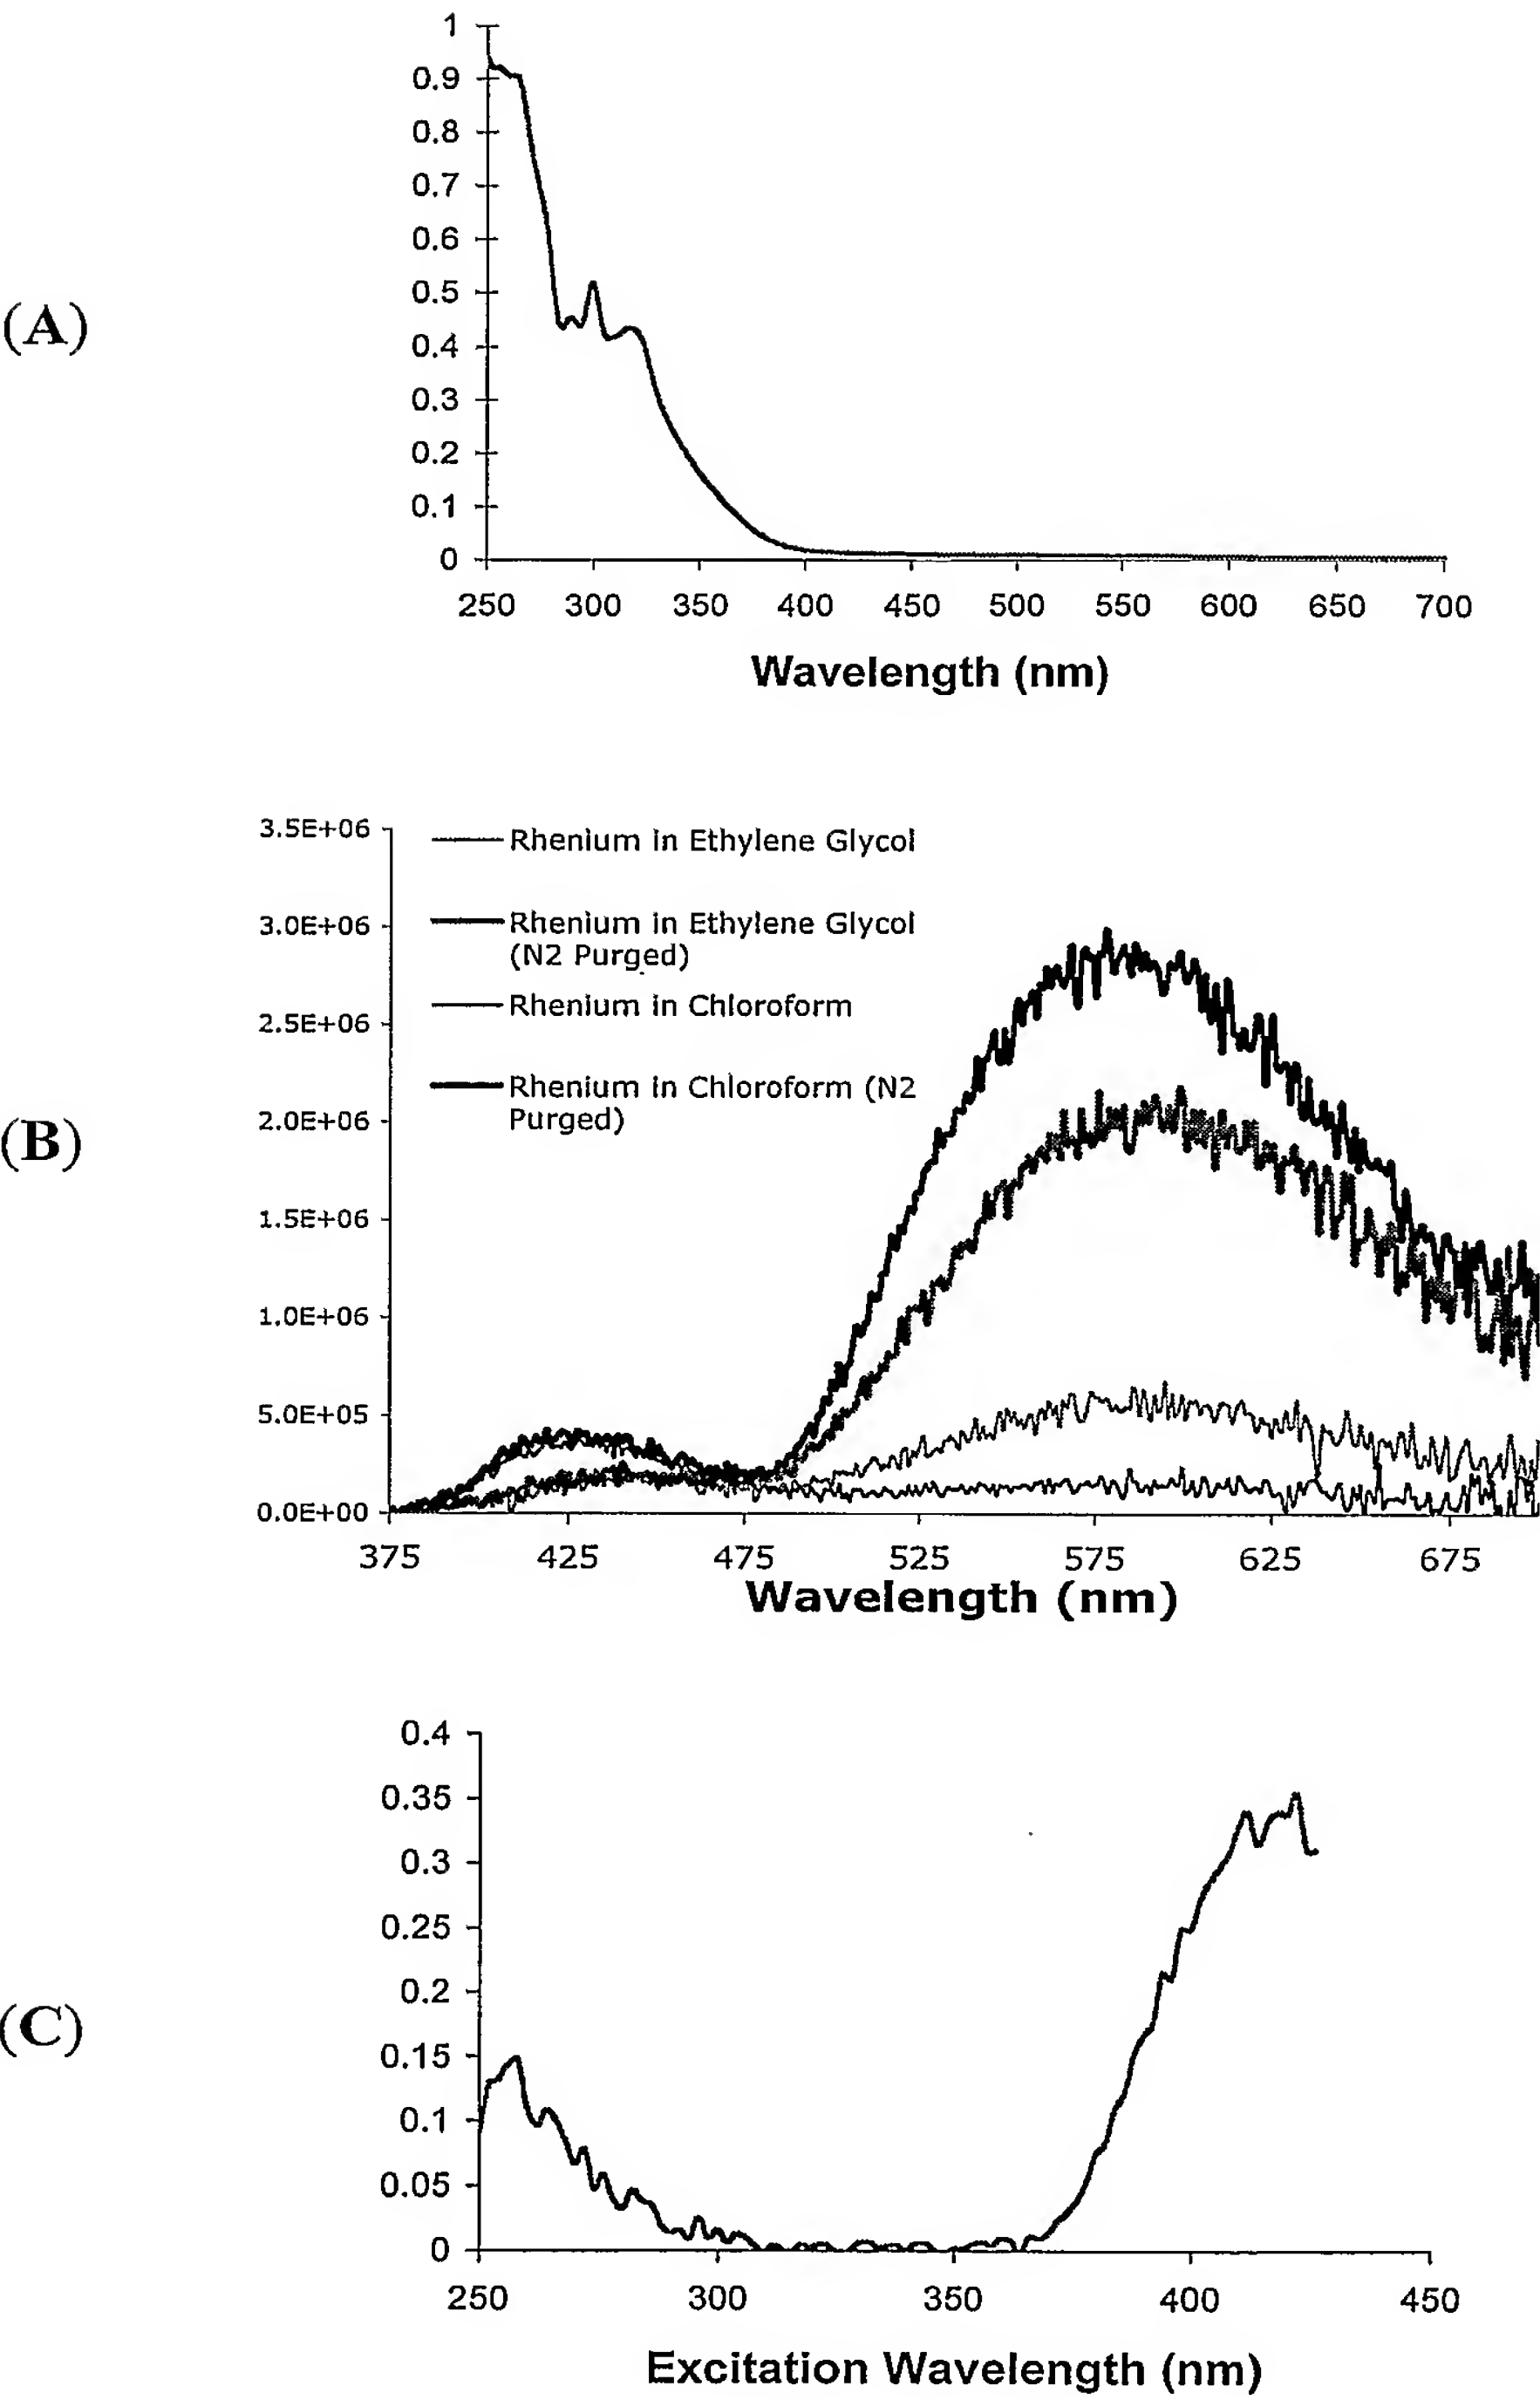 (A)
1
0.9
0.8
0.7
0.6
0.5
0.4
0.3
0.2
0.1
0
250 300 350 400 450 500 550 600 650 700
Wavelength (nm)
(B)
3.5E+06
3.0E+06
2.5E+06
2.0E+06
1.5E+06
1.0E+06
5.0E+05
0.0E+00
Rhenium in Ethylene Glycol
Rhenium in Ethylene Glycol
(N2 Purged)
Rhenium in Chloroform
Rhenium in Chloroform (N2
Purged)
375 425 475 525 575 625 675
Wavelength (nm)
(C)
0.4
0.35
0.3
0.25
0.2
0.15
0.1
0.05
0
250 300 350 400 450
Excitation Wavelength (nm)